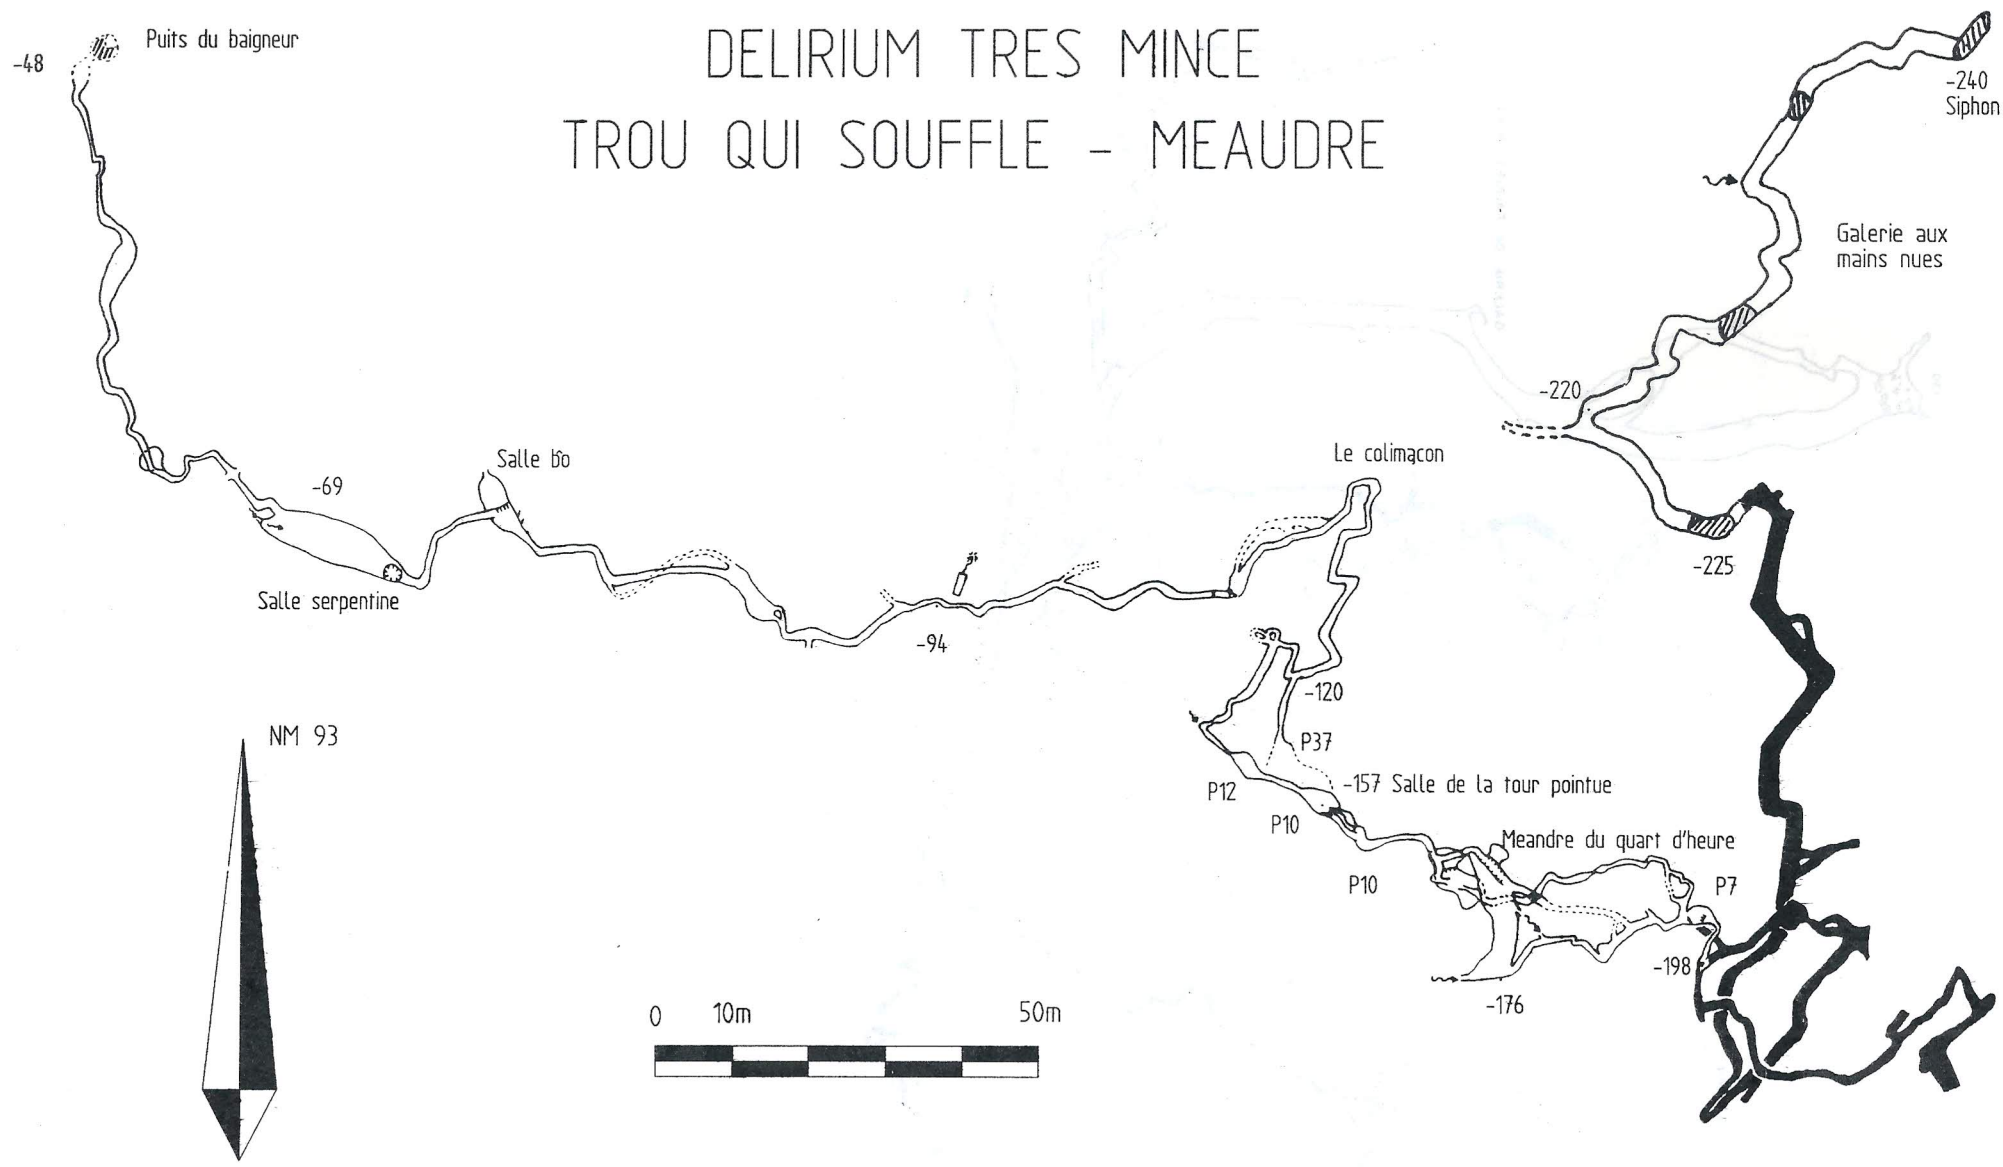 DELIRIUM TRES MINCE
TROU QUI SOUFFLE - MEAUDRE
Puits du baigneur
-48
-240
Siphon
Galerie aux
mains nues
-220
Le colimaçon
Salle bô
-69
-225
Salle serpentine
-94
-120
NM 93
P37
-157 Salle de la tour pointue
P12
P10
Meandre du quart d'heure
P10
P7
-198
-176
0 10m 50m